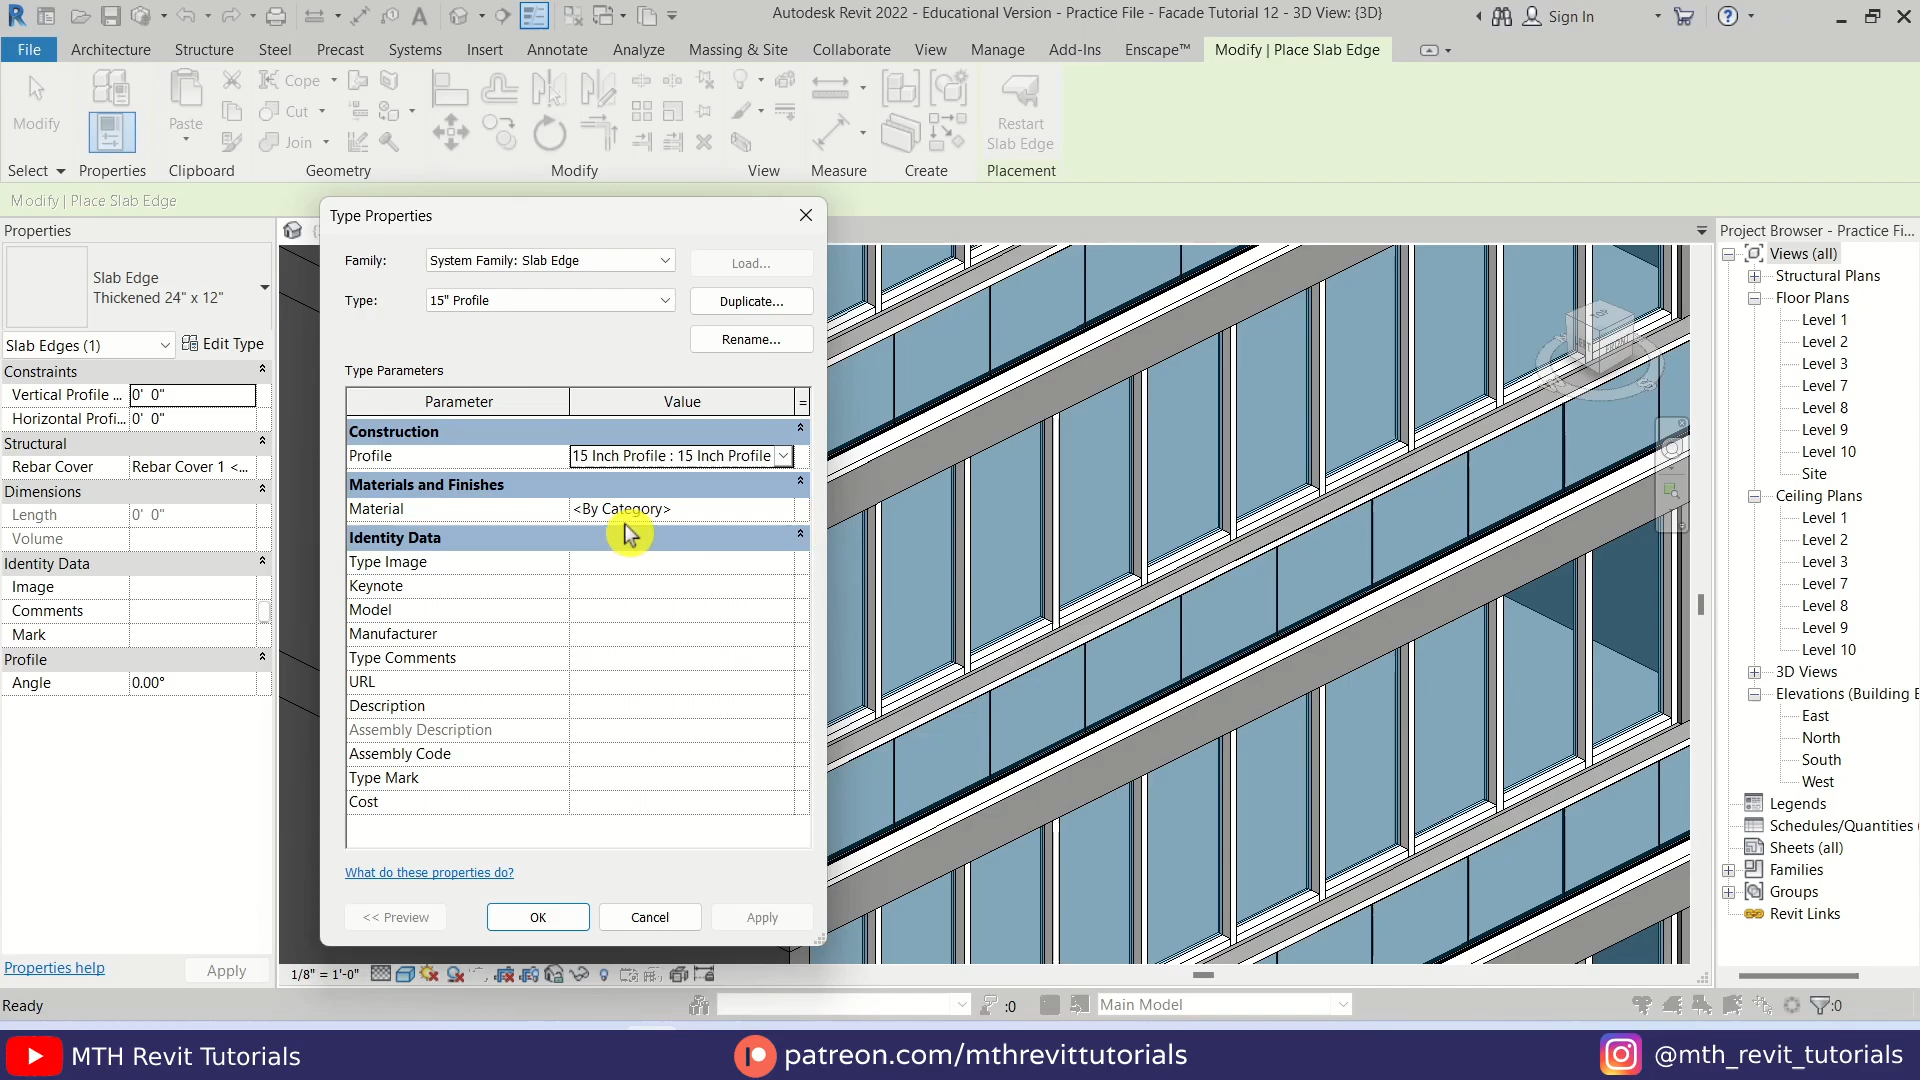 Autodesk Revit 2022 - Educational Version - Practice File - Facade Tutorial 12 - 3D View: {3D}
Sign In
File Architecture Structure Steel Precast Systems Insert Annotate Analyze Massing & Site Collaborate View Manage Add-Ins Enscape™ Modify | Place Slab Edge
Modify
Paste
Cope
Cut
Join
Restart
Slab Edge
Select Properties Clipboard Geometry Modify View Measure Create Placement
Modify | Place Slab Edge
Properties
Slab Edge
Thickened 24" x 12"
Slab Edges (1) Edit Type
Constraints
Vertical Profile ... 0' 0"
Horizontal Profi... 0' 0"
Structural
Rebar Cover Rebar Cover 1 <...
Dimensions
Length 0' 0"
Volume
Identity Data
Image
Comments
Mark
Profile
Angle 0.00°
Properties help Apply
Type Properties
Family: System Family: Slab Edge Load...
Type: 15" Profile Duplicate...
Rename...
Type Parameters
Parameter Value =
Construction
Profile 15 Inch Profile : 15 Inch Profile
Materials and Finishes
Material <By Category>
Identity Data
Type Image
Keynote
Model
Manufacturer
Type Comments
URL
Description
Assembly Description
Assembly Code
Type Mark
Cost
What do these properties do?
<< Preview OK Cancel Apply
TOP
FRONT
Project Browser - Practice Fi...
Views (all)
Structural Plans
Floor Plans
Level 1
Level 2
Level 3
Level 7
Level 8
Level 9
Level 10
Site
Ceiling Plans
Level 1
Level 2
Level 3
Level 7
Level 8
Level 9
Level 10
3D Views
Elevations (Building E
East
North
South
West
Legends
Schedules/Quantities (
Sheets (all)
Families
Groups
Revit Links
1/8" = 1'-0"
Ready
:0
Main Model
:0
MTH Revit Tutorials
patreon.com/mthrevittutorials
@mth_revit_tutorials